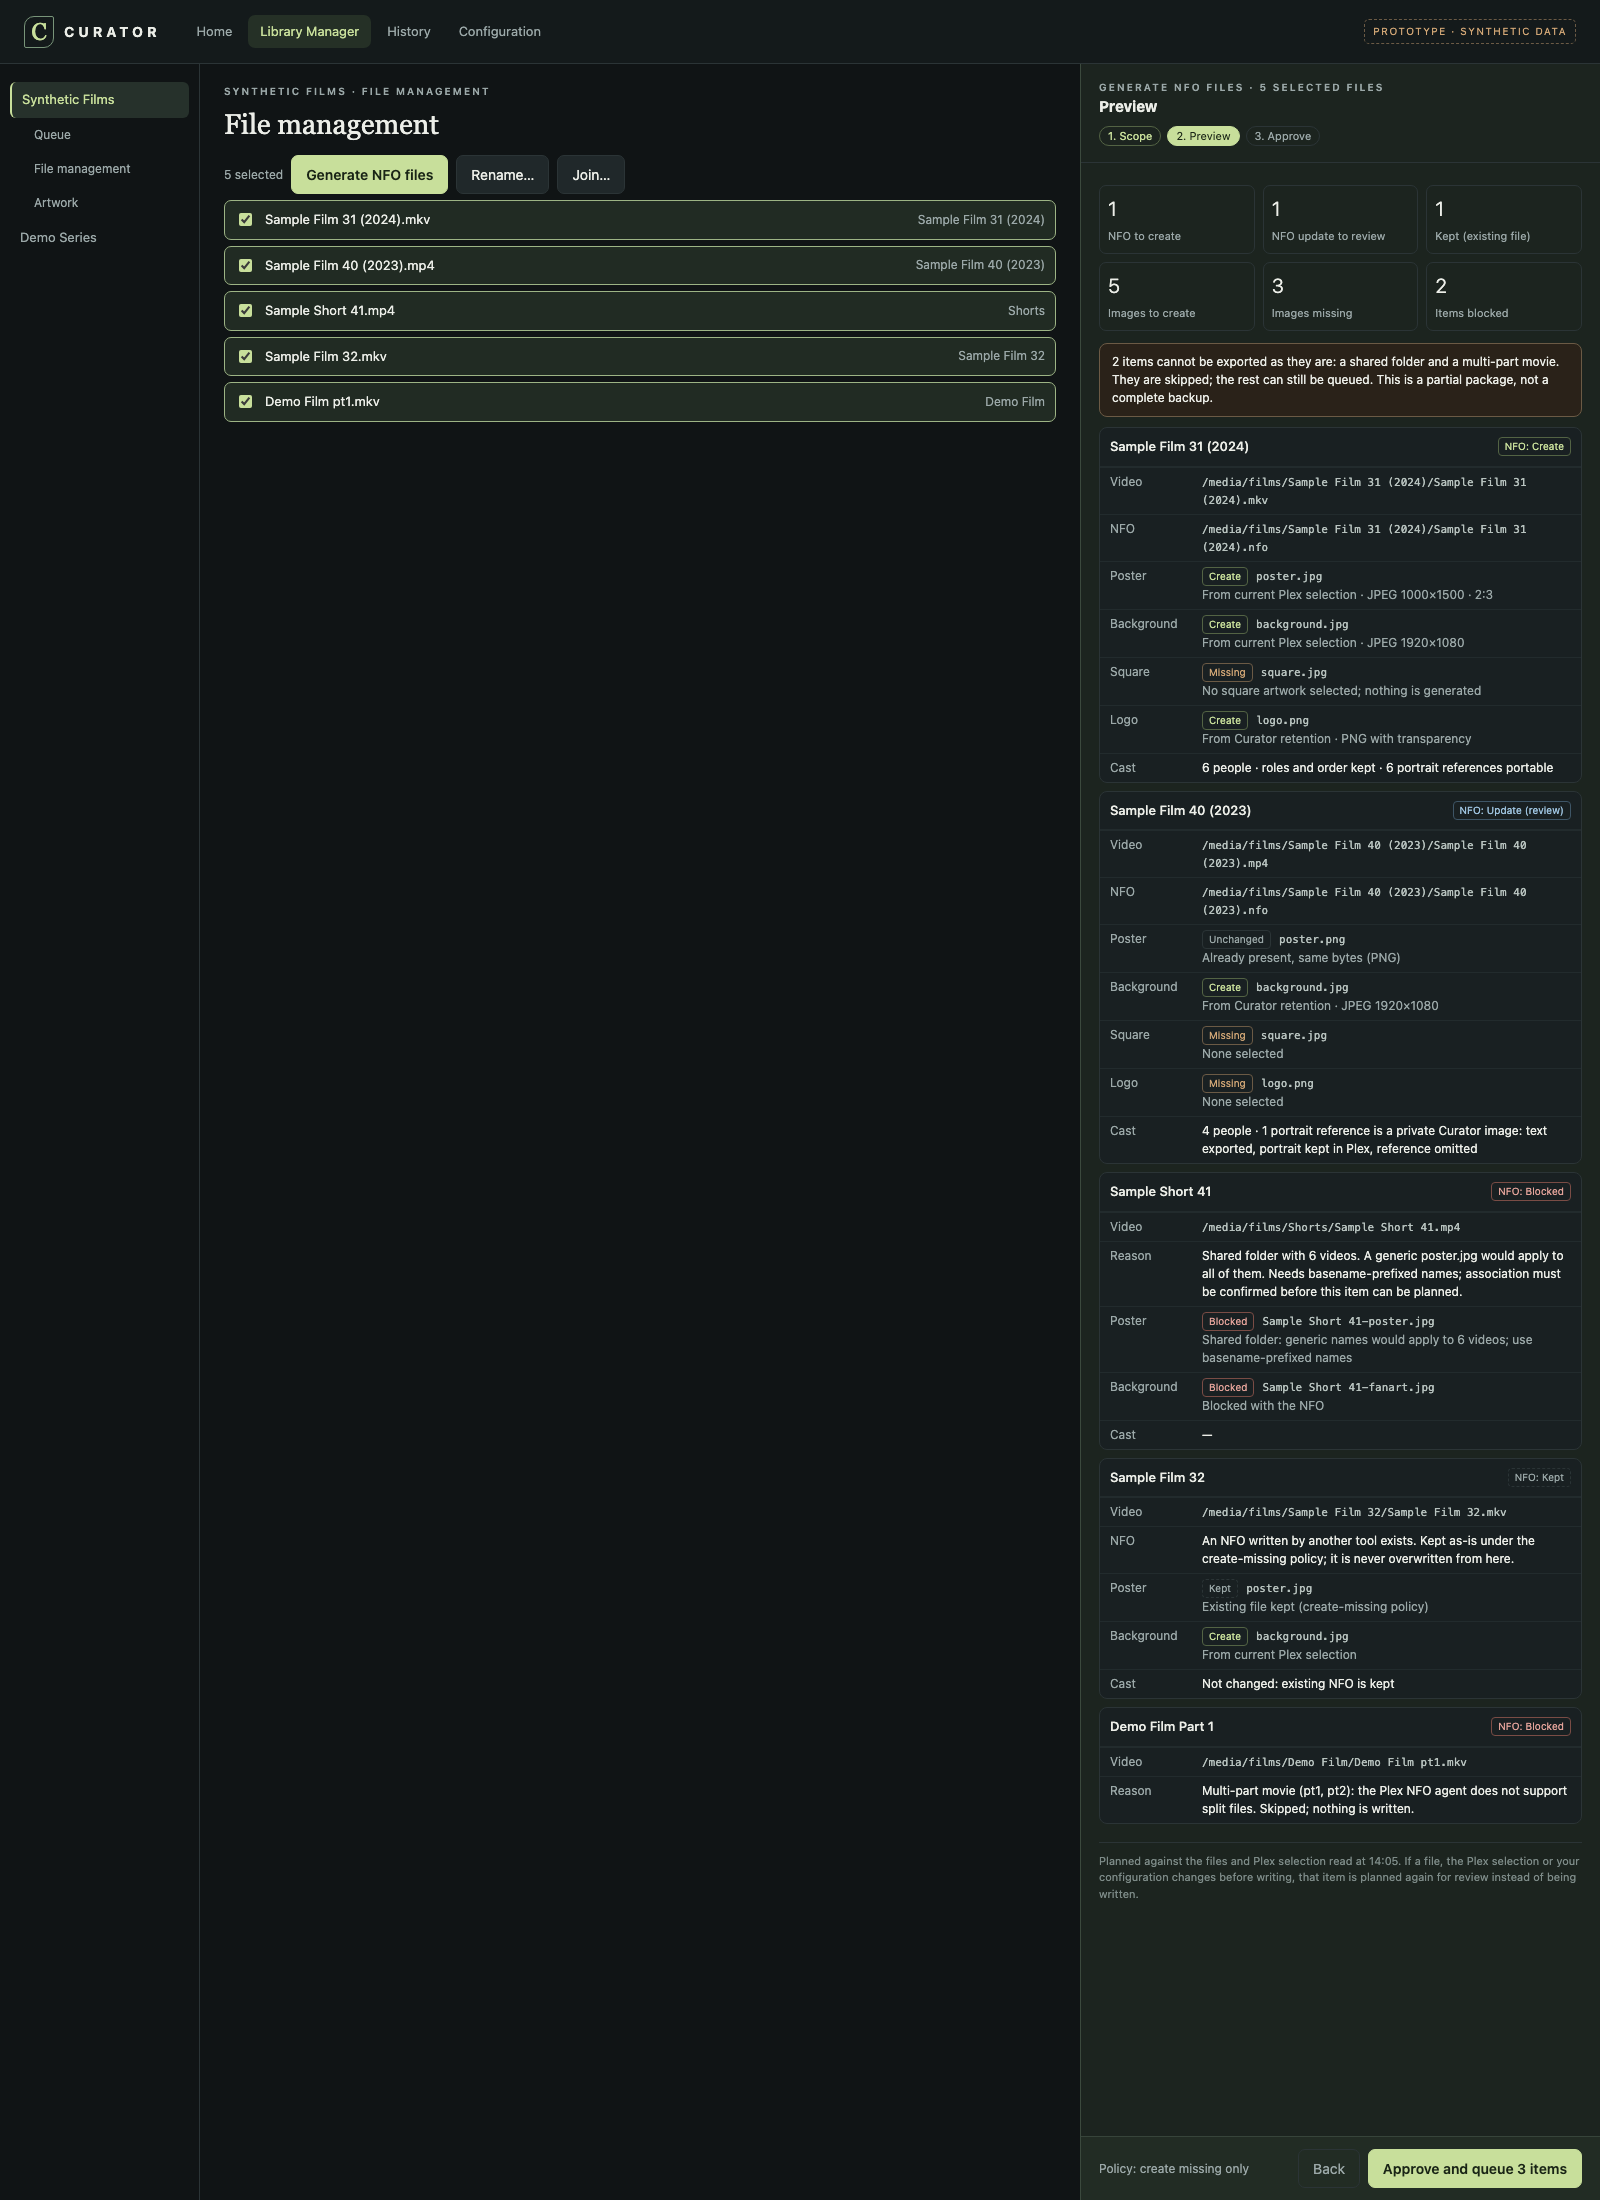 C CURATOR
Home
Library Manager
History
Configuration
PROTOTYPE · SYNTHETIC DATA
Synthetic Films
Queue
File management
Artwork
Demo Series
SYNTHETIC FILMS · FILE MANAGEMENT
File management
5 selected
Generate NFO files
Rename...
Join...
Sample Film 31 (2024).mkv
Sample Film 31 (2024)
Sample Film 40 (2023).mp4
Sample Film 40 (2023)
Sample Short 41.mp4
Shorts
Sample Film 32.mkv
Sample Film 32
Demo Film pt1.mkv
Demo Film
GENERATE NFO FILES · 5 SELECTED FILES
Preview
1. Scope
2. Preview
3. Approve
1
NFO to create
1
NFO update to review
1
Kept (existing file)
5
Images to create
3
Images missing
2
Items blocked
2 items cannot be exported as they are: a shared folder and a multi-part movie.
They are skipped; the rest can still be queued. This is a partial package, not a
complete backup.
Sample Film 31 (2024)
NFO: Create
Video
/media/films/Sample Film 31 (2024)/Sample Film 31
(2024).mkv
NFO
/media/films/Sample Film 31 (2024)/Sample Film 31
(2024).nfo
Poster
Create poster.jpg
From current Plex selection · JPEG 1000×1500 · 2:3
Background
Create background.jpg
From current Plex selection · JPEG 1920×1080
Square
Missing square.jpg
No square artwork selected; nothing is generated
Logo
Create logo.png
From Curator retention · PNG with transparency
Cast
6 people · roles and order kept · 6 portrait references portable
Sample Film 40 (2023)
NFO: Update (review)
Video
/media/films/Sample Film 40 (2023)/Sample Film 40
(2023).mp4
NFO
/media/films/Sample Film 40 (2023)/Sample Film 40
(2023).nfo
Poster
Unchanged poster.png
Already present, same bytes (PNG)
Background
Create background.jpg
From Curator retention · JPEG 1920×1080
Square
Missing square.jpg
None selected
Logo
Missing logo.png
None selected
Cast
4 people · 1 portrait reference is a private Curator image: text
exported, portrait kept in Plex, reference omitted
Sample Short 41
NFO: Blocked
Video
/media/films/Shorts/Sample Short 41.mp4
Reason
Shared folder with 6 videos. A generic poster.jpg would apply to
all of them. Needs basename-prefixed names; association must
be confirmed before this item can be planned.
Poster
Blocked Sample Short 41-poster.jpg
Shared folder: generic names would apply to 6 videos; use
basename-prefixed names
Background
Blocked Sample Short 41-fanart.jpg
Blocked with the NFO
Cast
—
Sample Film 32
NFO: Kept
Video
/media/films/Sample Film 32/Sample Film 32.mkv
NFO
An NFO written by another tool exists. Kept as-is under the
create-missing policy; it is never overwritten from here.
Poster
Kept poster.jpg
Existing file kept (create-missing policy)
Background
Create background.jpg
From current Plex selection
Cast
Not changed: existing NFO is kept
Demo Film Part 1
NFO: Blocked
Video
/media/films/Demo Film/Demo Film pt1.mkv
Reason
Multi-part movie (pt1, pt2): the Plex NFO agent does not support
split files. Skipped; nothing is written.
Planned against the files and Plex selection read at 14:05. If a file, the Plex selection or your
configuration changes before writing, that item is planned again for review instead of being
written.
Policy: create missing only
Back
Approve and queue 3 items